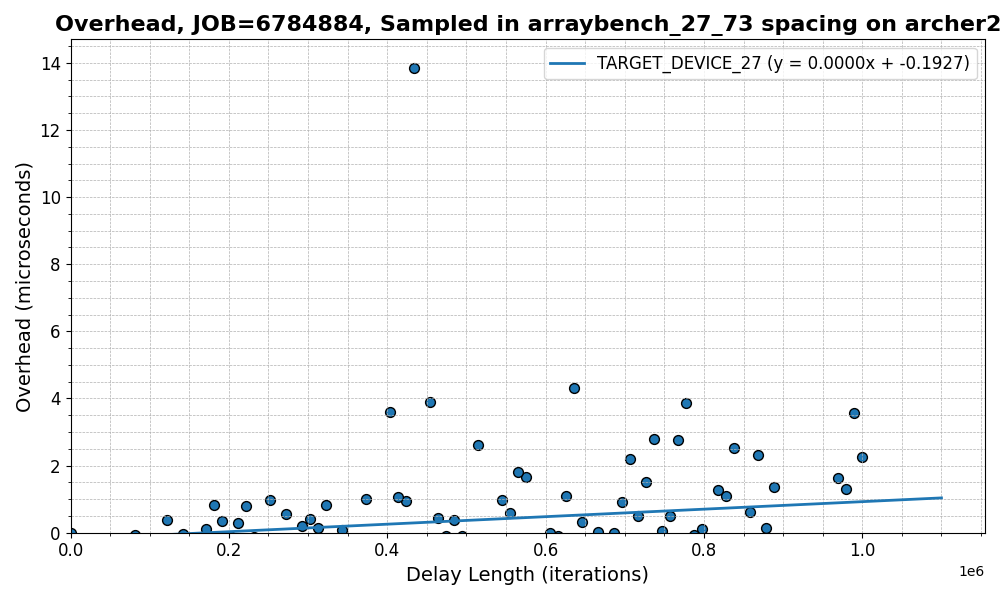 Overhead, JOB=6784884, Sampled in arraybench_27_73 spacing on archer2
TARGET_DEVICE_27 (y = 0.0000x + -0.1927)
Overhead (microseconds)
14
12
10
8
6
4
2
0
0.0 0.2 0.4 0.6 0.8 1.0
1e6
Delay Length (iterations)